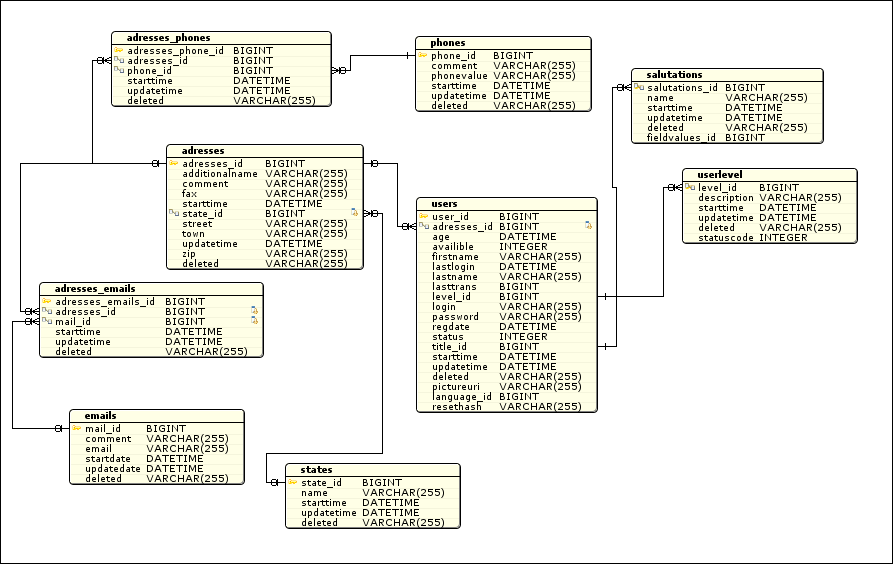 adresses_phones
adresses_phone_id BIGINT
adresses_id BIGINT
phone_id BIGINT
starttime DATETIME
updatetime DATETIME
deleted VARCHAR(255)
phones
phone_id BIGINT
comment VARCHAR(255)
phonevalue VARCHAR(255)
starttime DATETIME
updatetime DATETIME
deleted VARCHAR(255)
salutations
salutations_id BIGINT
name VARCHAR(255)
starttime DATETIME
updatetime DATETIME
deleted VARCHAR(255)
fieldvalues_id BIGINT
adresses
adresses_id BIGINT
additionalname VARCHAR(255)
comment VARCHAR(255)
fax VARCHAR(255)
starttime DATETIME
state_id BIGINT
street VARCHAR(255)
town VARCHAR(255)
updatetime DATETIME
zip VARCHAR(255)
deleted VARCHAR(255)
userlevel
level_id BIGINT
description VARCHAR(255)
starttime DATETIME
updatetime DATETIME
deleted VARCHAR(255)
statuscode INTEGER
users
user_id BIGINT
adresses_id BIGINT
age DATETIME
availible INTEGER
firstname VARCHAR(255)
lastlogin DATETIME
lastname VARCHAR(255)
lasttrans BIGINT
level_id BIGINT
login VARCHAR(255)
password VARCHAR(255)
regdate DATETIME
status INTEGER
title_id BIGINT
starttime DATETIME
updatetime DATETIME
deleted VARCHAR(255)
pictureuri VARCHAR(255)
language_id BIGINT
resethash VARCHAR(255)
adresses_emails
adresses_emails_id BIGINT
adresses_id BIGINT
mail_id BIGINT
starttime DATETIME
updatetime DATETIME
deleted VARCHAR(255)
emails
mail_id BIGINT
comment VARCHAR(255)
email VARCHAR(255)
startdate DATETIME
updatedate DATETIME
deleted VARCHAR(255)
states
state_id BIGINT
name VARCHAR(255)
starttime DATETIME
updatetime DATETIME
deleted VARCHAR(255)